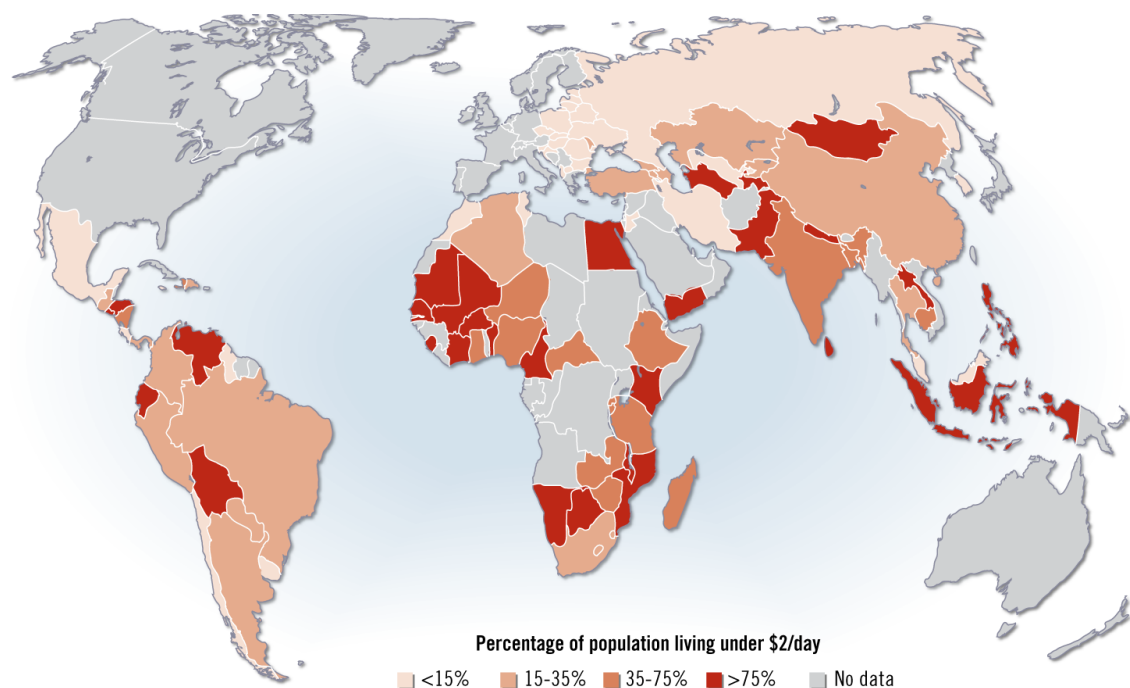 Percentage of population living under $2/day
<15% 15-35% 35-75% >75% No data